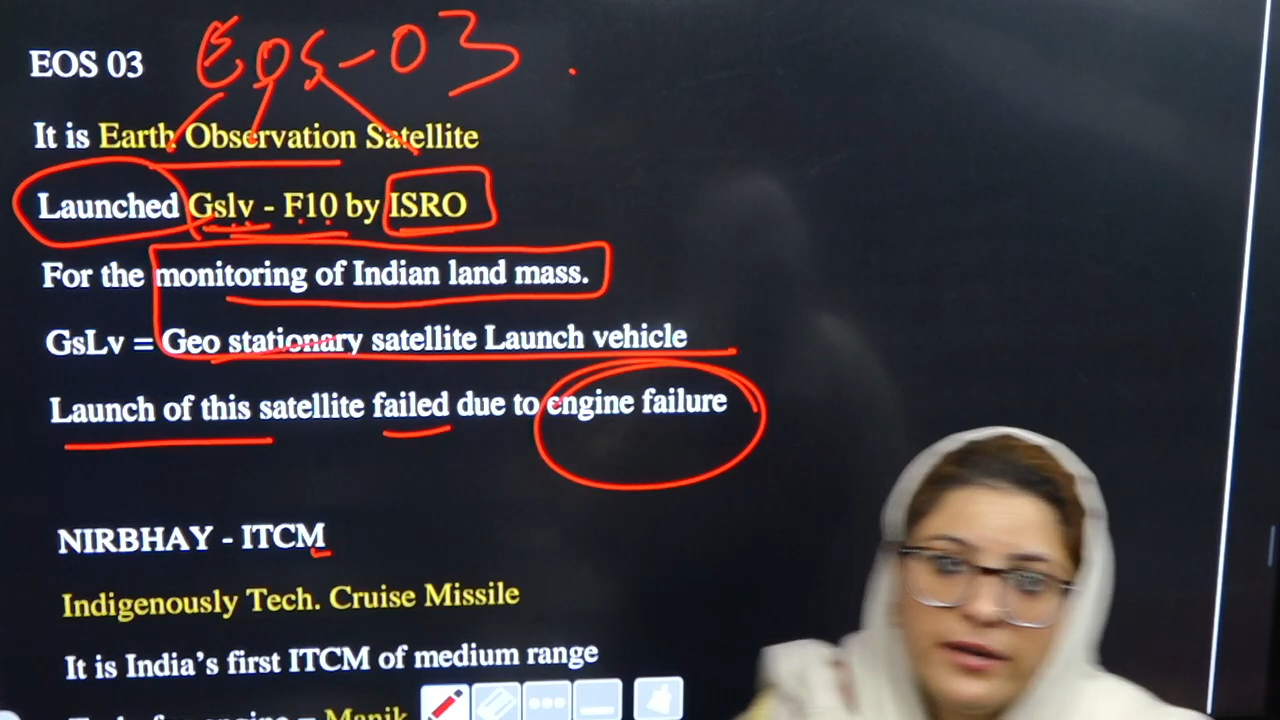 EOS 03 EOS-03
It is Earth Observation Satellite
Launched Gslv - F10 by ISRO
For the monitoring of Indian land mass.
GsLv = Geo stationary satellite Launch vehicle
Launch of this satellite failed due to engine failure
NIRBHAY - ITCM
Indigenously Tech. Cruise Missile
It is India's first ITCM of medium range
engine = Manik